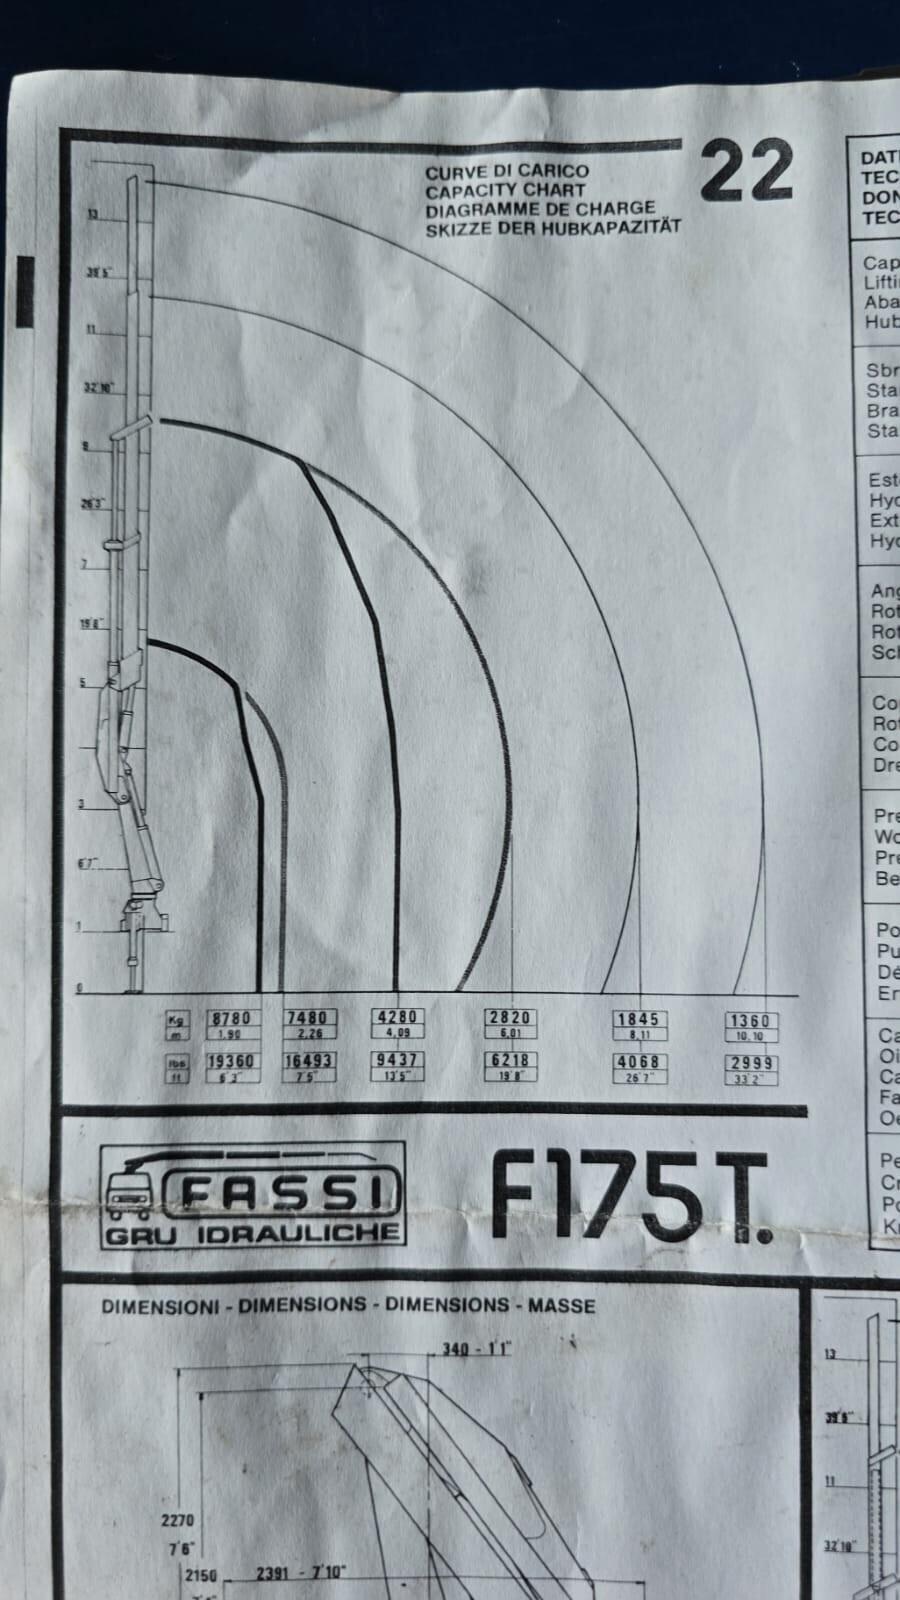 CURVE DI CARICO
CAPACITY CHART
DIAGRAMME DE CHARGE
SKIZZE DER HUBKAPAZITÄT
22
13
39'5"
11
32'10"
9
26'3"
7
19'8"
5
3
6'7"
1
0
Kg 8780 7480 4280 2820 1845 1360
m 1.90 2,26 4,09 6,01 8,11 10,10
lbs 19360 16493 9437 6218 4068 2999
ft 6'3" 7'5" 13'5" 19'8" 26'7" 33'2"
FASSI
GRU IDRAULICHE
F175T.
DIMENSIONI - DIMENSIONS - DIMENSIONS - MASSE
340 - 1'1"
2270
7'6"
2150
2391 - 7'10"
13
39'5"
11
32'10"
DATI
TEC
DON
TEC
Cap
Lifti
Aba
Hub
Sbr
Sta
Bra
Sta
Est
Hyd
Ext
Hyd
Ang
Rot
Rot
Sch
Co
Rot
Co
Dre
Pre
Wo
Pre
Be
Po
Pu
Dé
Er
Ca
Oi
Ca
Fa
Oe
Pe
Cr
Po
Kr